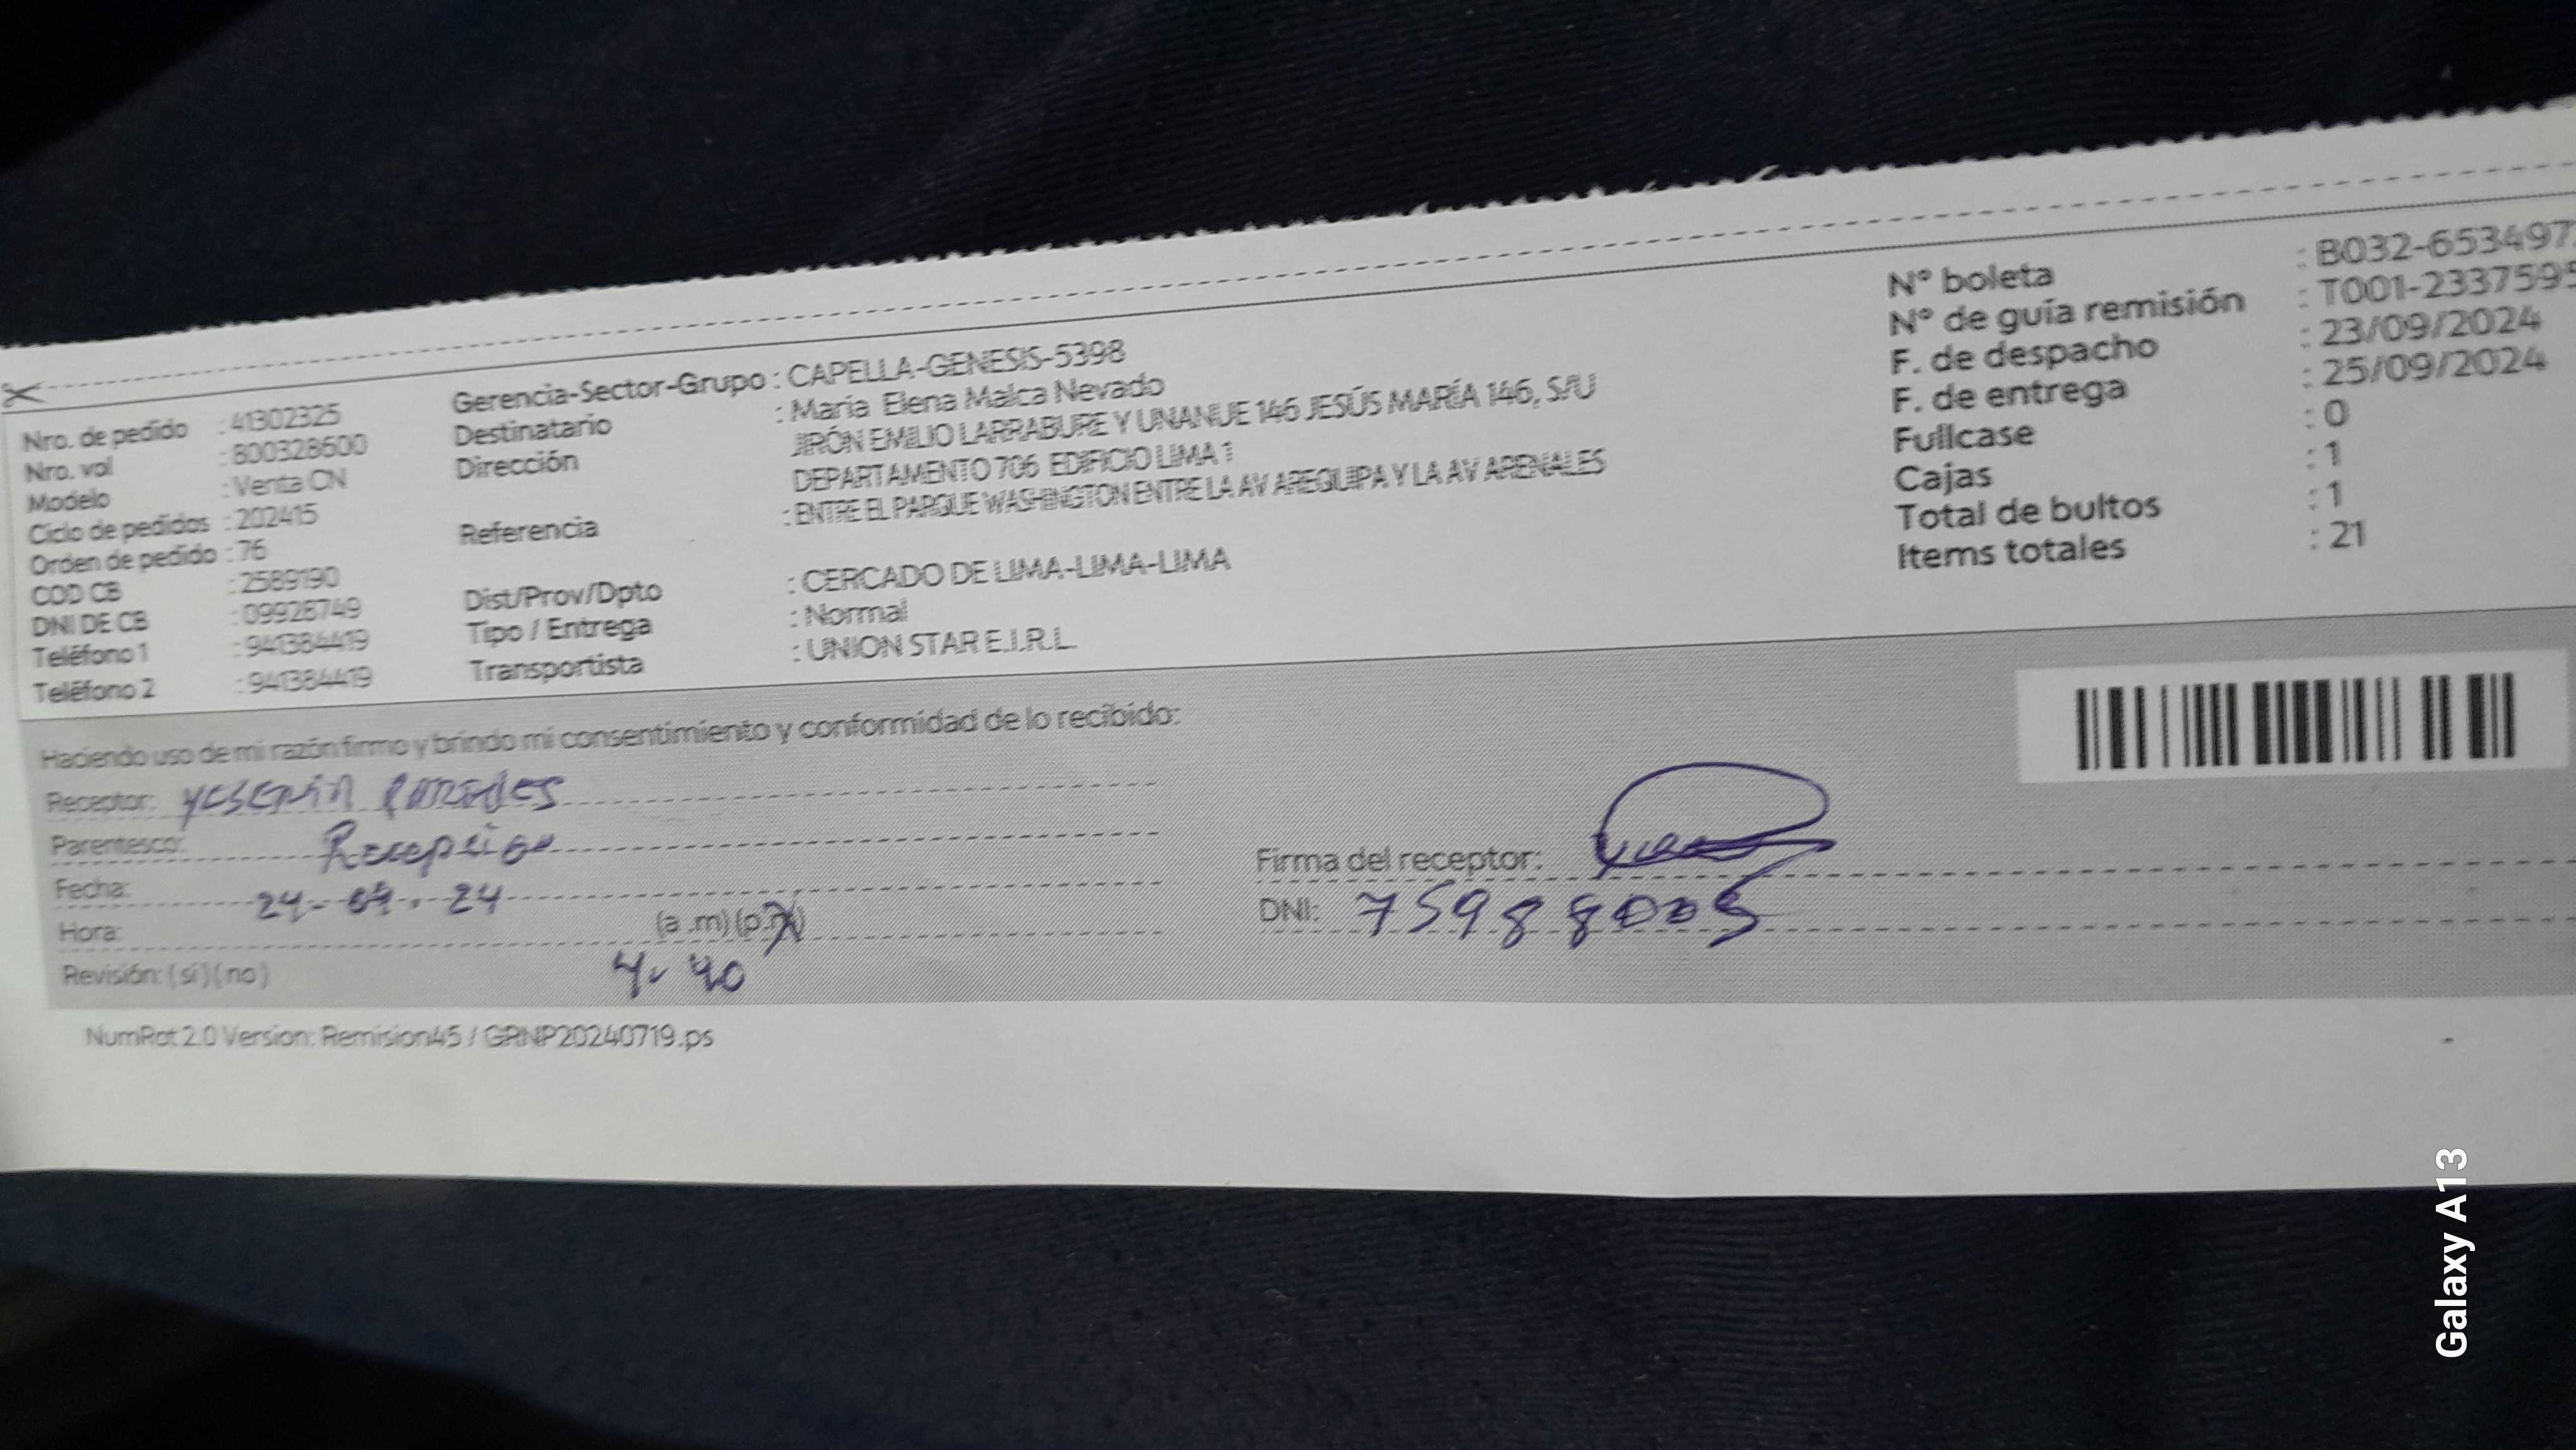 Nro. de pedido : 41302325
Nro. vol : 800328600
Modelo : Venta CN
Ciclo de pedidos : 202415
Orden de pedido : 76
COD CB : 2589190
DNI DE CB : 09928749
Teléfono 1 : 941384419
Teléfono 2 : 941384419
Gerencia-Sector-Grupo : CAPELLA-GENESIS-5398
Destinatario : Maria Elena Malca Nevado
Dirección JIRÓN EMILIO LARRABURE Y UNANUE 146 JESÚS MARÍA 146, S/U
DEPARTAMENTO 706 EDIFICIO LIMA 1
Referencia : ENTRE EL PARQUE WASHINGTON ENTRE LA AV AREQUIPA Y LA AV ARENALES
Dist/Prov/Dpto : CERCADO DE LIMA-LIMA-LIMA
Tipo / Entrega : Normal
Transportista : UNION STAR E.I.R.L.
N° boleta : B032-653497
N° de guía remisión : T001-2337595
F. de despacho : 23/09/2024
F. de entrega : 25/09/2024
Fullcase : 0
Cajas : 1
Total de bultos : 1
Items totales : 21
Haciendo uso de mi razón firmo y brindo mi consentimiento y conformidad de lo recibido:
Receptor: Yesenia Paredes
Parentesco: Recepción
Fecha: 24-09-24
Hora: (a .m) (p.m)
4. 40
Revisión: ( sí ) ( no )
Firma del receptor:
DNI: 75988005
NumRot 2.0 Version: Remision45 / GRNP20240719.ps
Galaxy A13